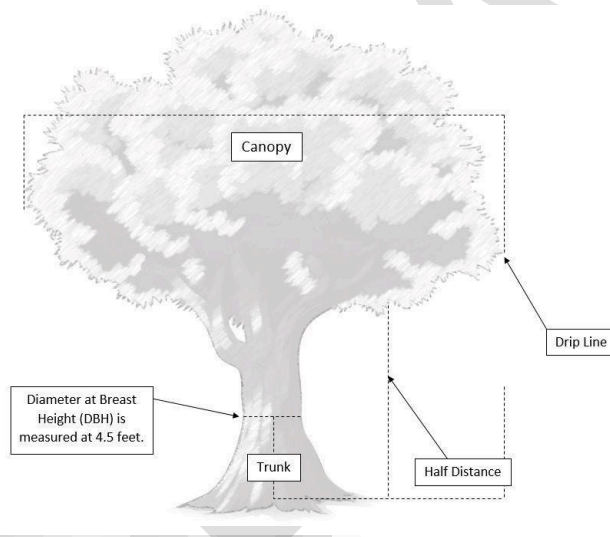 Canopy
Drip Line
Diameter at Breast
Height (DBH) is
measured at 4.5 feet.
Trunk
Half Distance